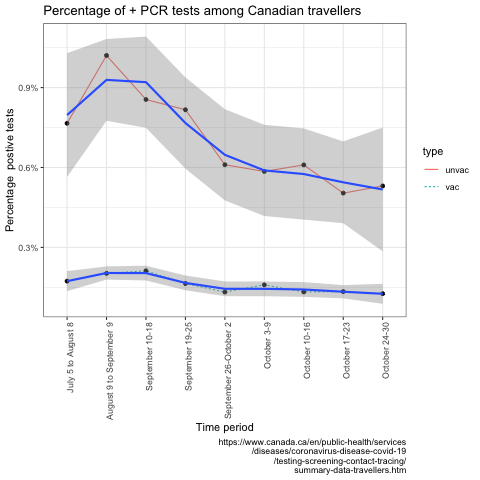 Percentage of + PCR tests among Canadian travellers
Percentage  postive tests
0.9%
0.6%
0.3%
type
unvac
vac
July 5 to August 8
August 9 to September 9
September 10-18
September 19-25
September 26-October 2
October 3-9
October 10-16
October 17-23
October 24-30
Time period
https://www.canada.ca/en/public-health/services
/diseases/coronavirus-disease-covid-19
/testing-screening-contact-tracing/
summary-data-travellers.htm